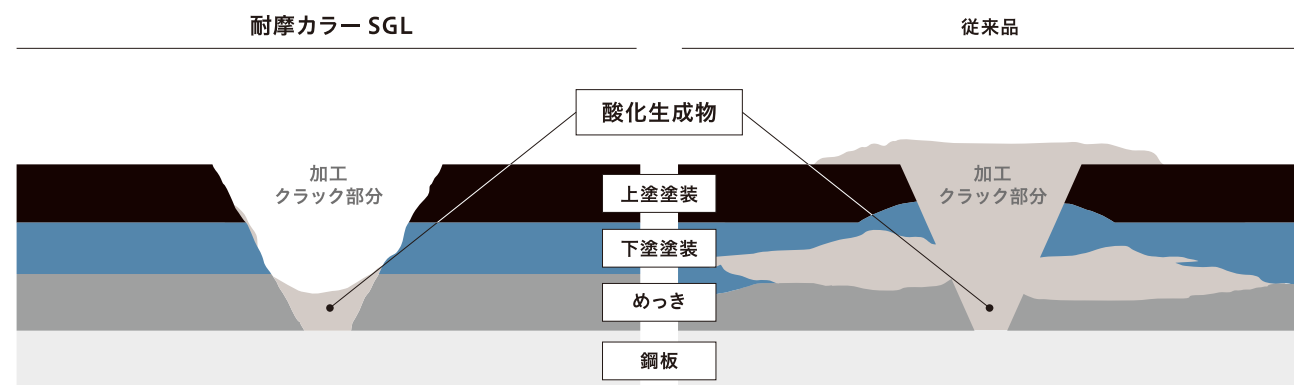 耐摩カラー SGL
従来品
酸化生成物
加工
クラック部分
加工
クラック部分
上塗塗装
下塗塗装
めっき
鋼板